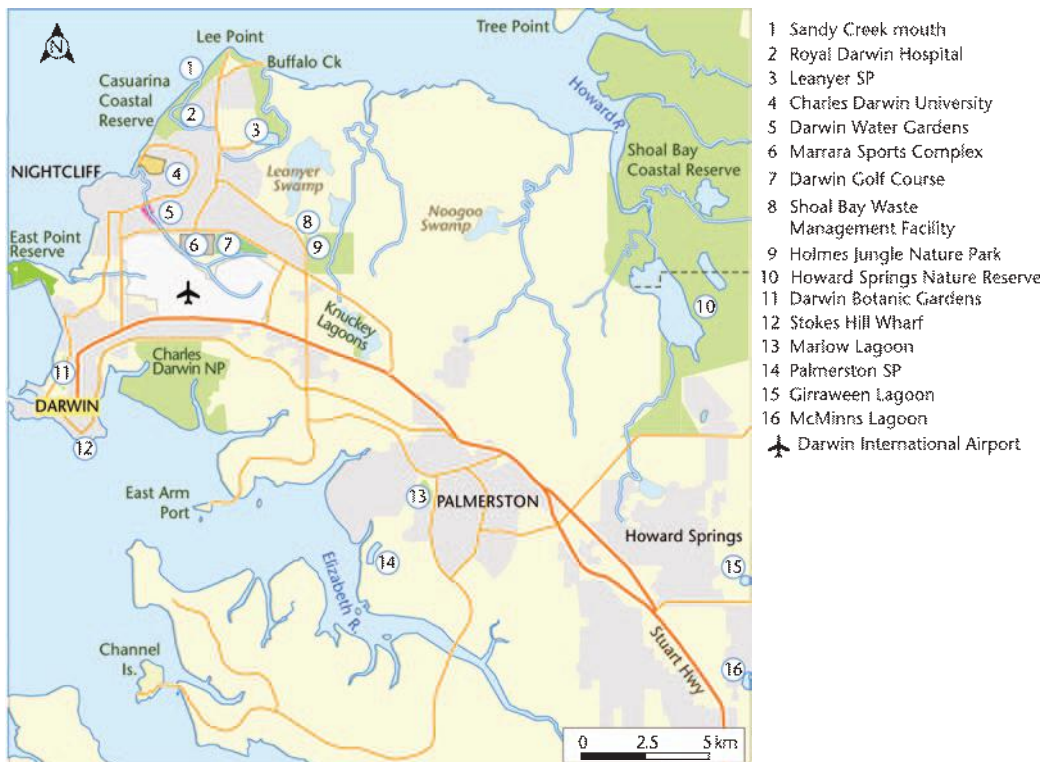 N
Tree Point
Lee Point
Buffalo Ck
1
Casuarina
Coastal
Reserve
2
3
Howard R.
Shoal Bay
Coastal Reserve
NIGHTCLIFF
4
Leanyer
Swamp
5
Noogoo
Swamp
8
East Point
Reserve
6
7
9
10
Knuckey
Lagoons
Charles
Darwin NP
11
DARWIN
12
East Arm
Port
13
PALMERSTON
Howard Springs
14
15
Elizabeth R.
Channel
Is.
Stuart Hwy
16
0 2.5 5 km
1 Sandy Creek mouth
2 Royal Darwin Hospital
3 Leanyer SP
4 Charles Darwin University
5 Darwin Water Gardens
6 Marrara Sports Complex
7 Darwin Golf Course
8 Shoal Bay Waste
Management Facility
9 Holmes Jungle Nature Park
10 Howard Springs Nature Reserve
11 Darwin Botanic Gardens
12 Stokes Hill Wharf
13 Marlow Lagoon
14 Palmerston SP
15 Girraween Lagoon
16 McMinns Lagoon
Darwin International Airport